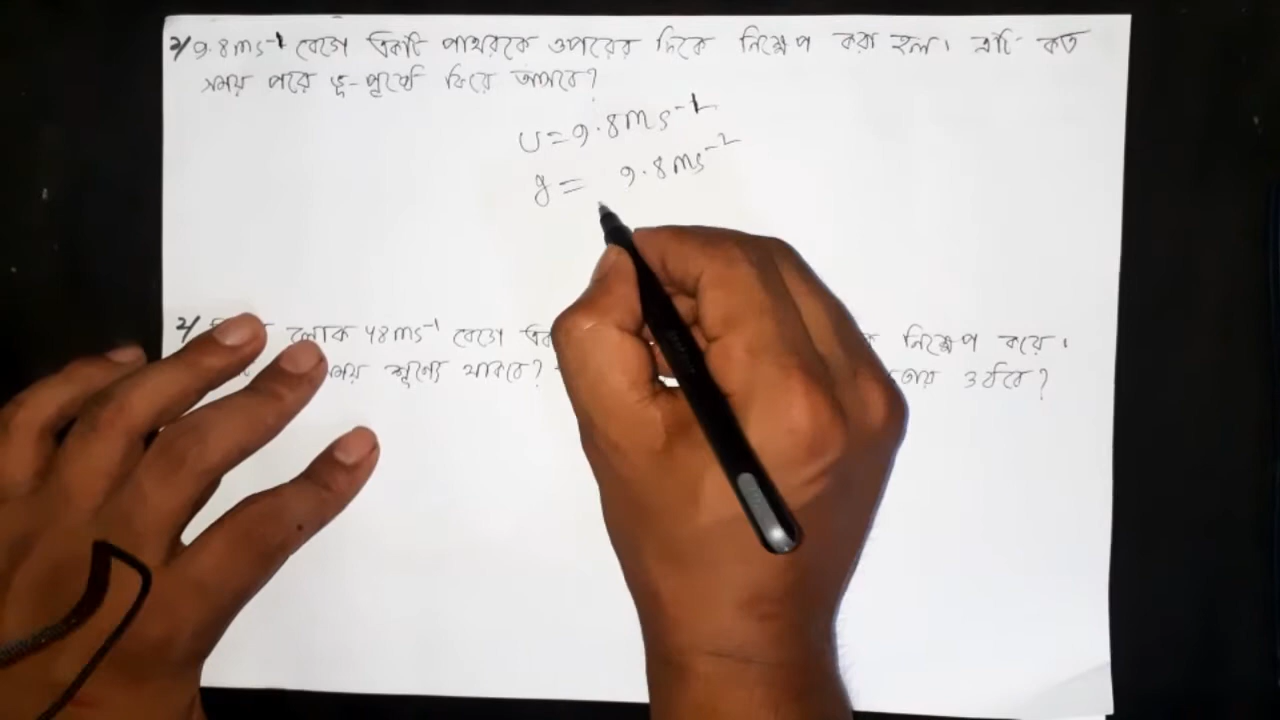 ১/ 9.8ms⁻¹ বেগে একটি পাথরকে ওপরের দিকে নিক্ষেপ করা হল। এটি কত
সময় পরে ভূ-পৃষ্ঠে ফিরে আসবে?
u = 9.8ms⁻¹
g = 9.8ms⁻²
২/ লোক 48ms⁻¹ বেগে নিক্ষেপ করে।
শূণ্যে থাকবে? ওঠবে?